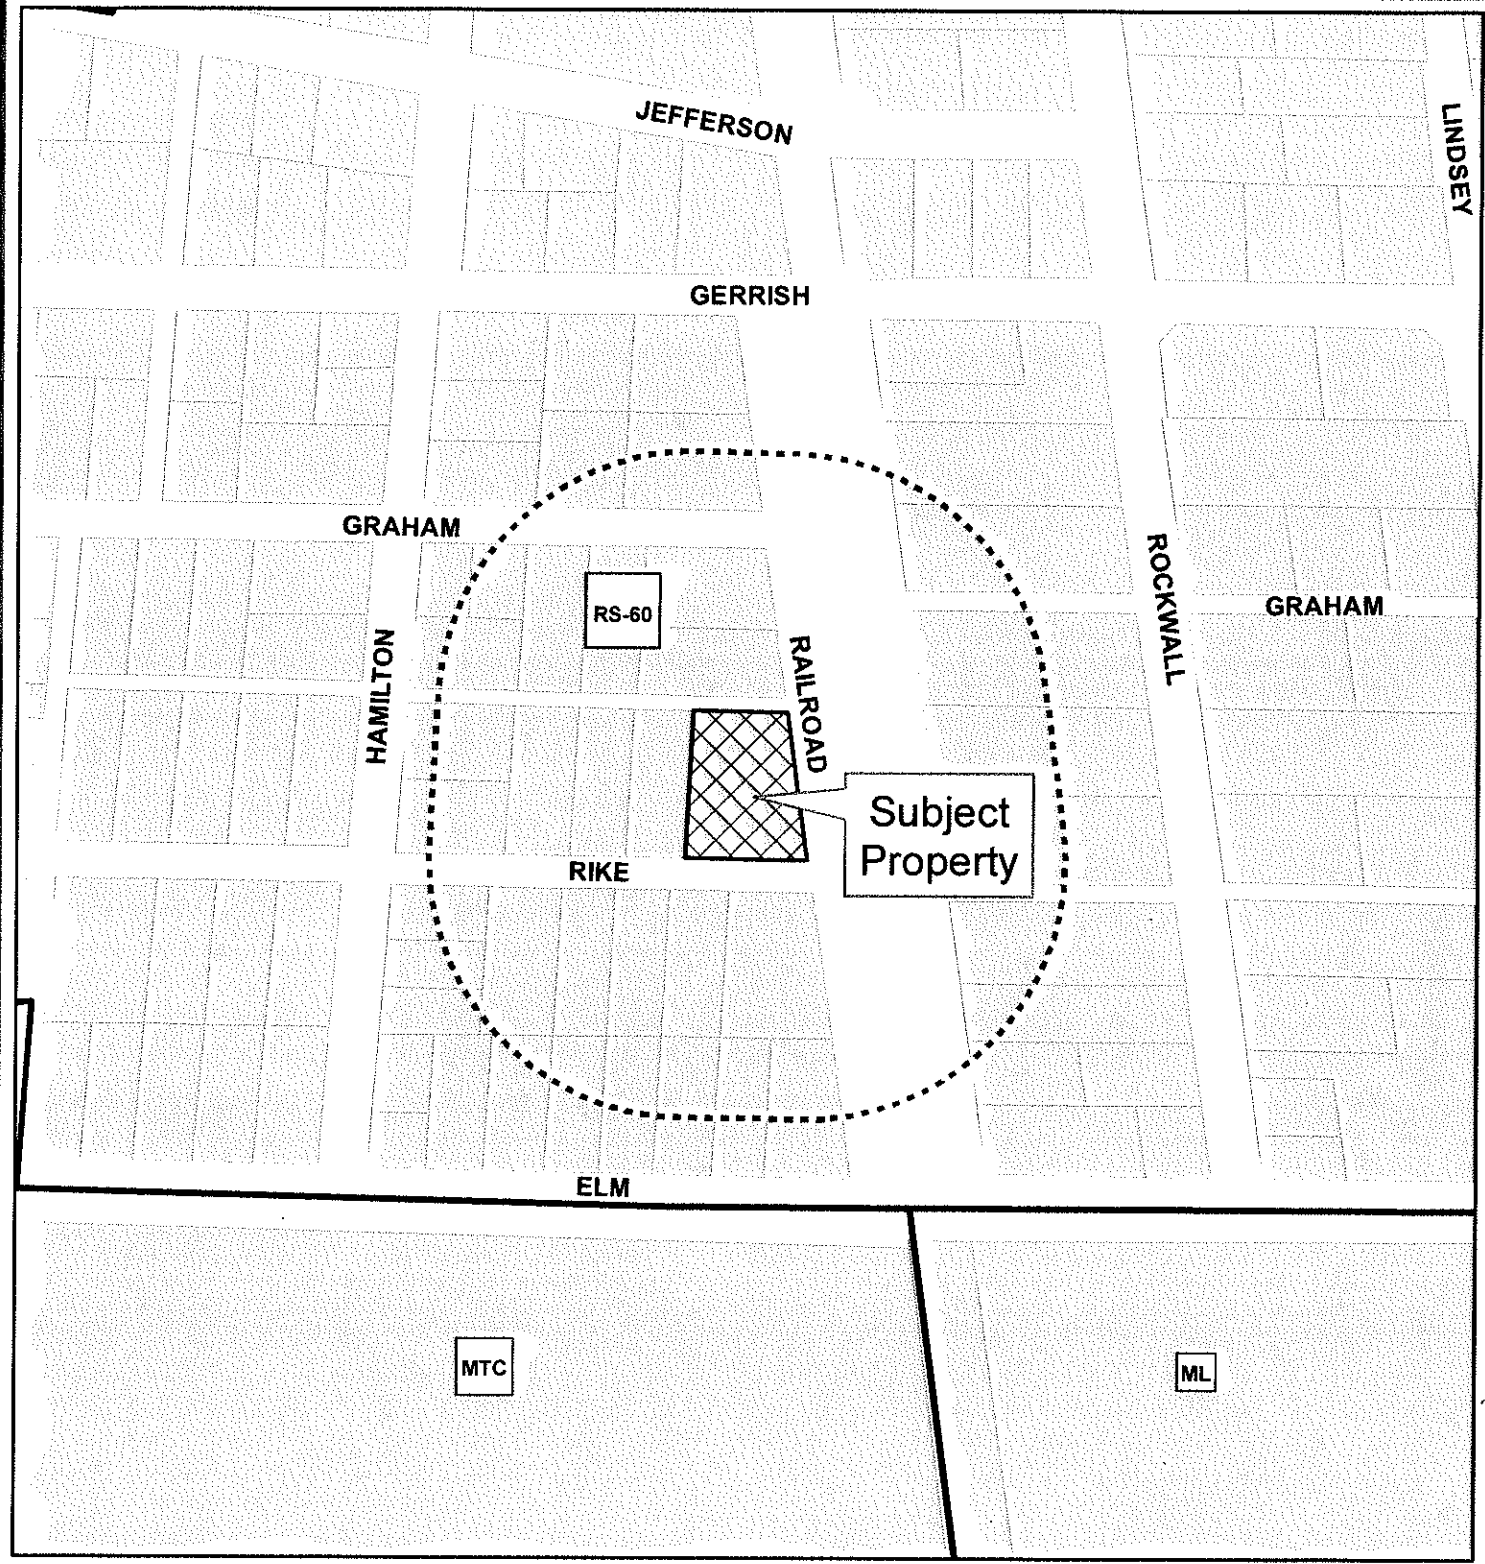 JEFFERSON
LINDSEY
GERRISH
GRAHAM
ROCKWALL
RS-60
GRAHAM
HAMILTON
RAILROAD
Subject
Property
RIKE
ELM
MTC
ML